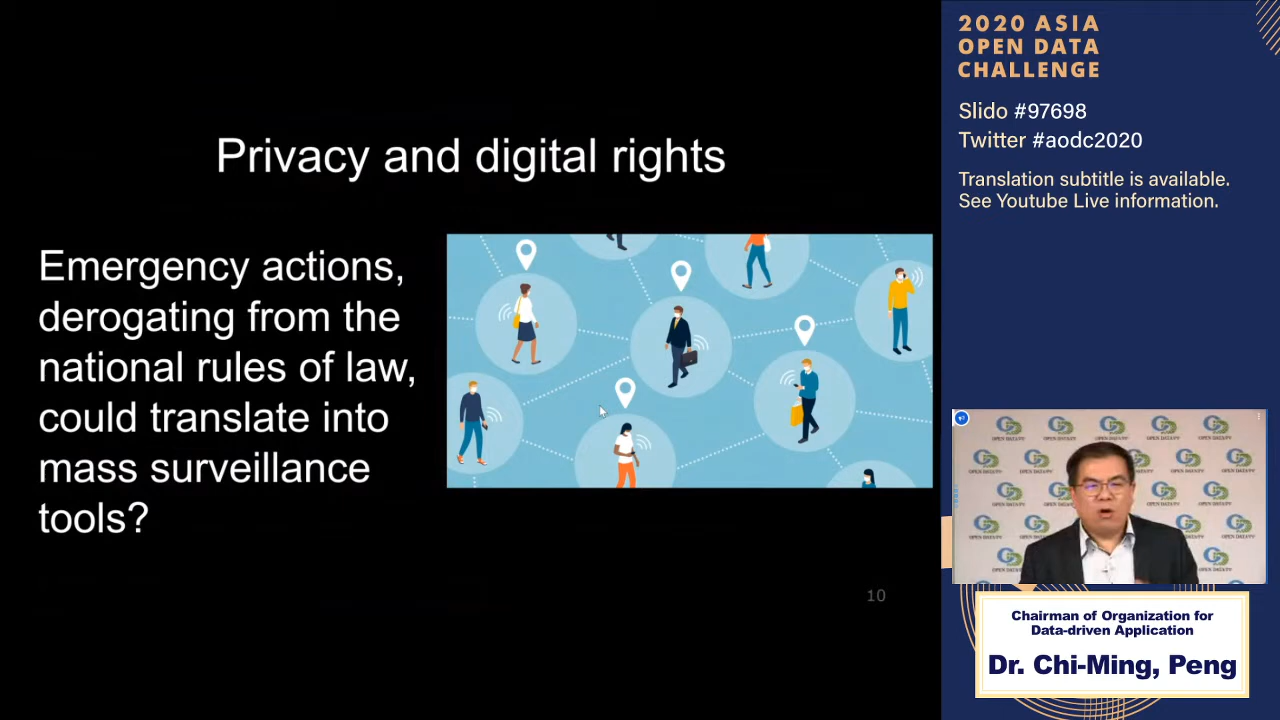 Privacy and digital rights
Emergency actions,
derogating from the
national rules of law,
could translate into
mass surveillance
tools?
10
2020 ASIA
OPEN DATA
CHALLENGE
Slido #97698
Twitter #aodc2020
Translation subtitle is available.
See Youtube Live information.
Chairman of Organization for
Data-driven Application
Dr. Chi-Ming, Peng